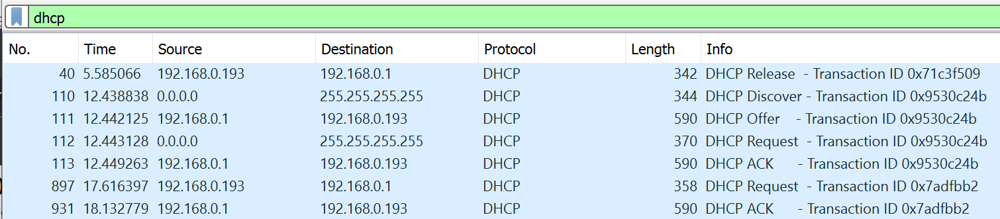 dhcp
No. Time Source Destination Protocol Length Info
40 5.585066 192.168.0.193 192.168.0.1 DHCP 342 DHCP Release - Transaction ID 0x71c3f509
110 12.438838 0.0.0.0 255.255.255.255 DHCP 344 DHCP Discover - Transaction ID 0x9530c24b
111 12.442125 192.168.0.1 192.168.0.193 DHCP 590 DHCP Offer - Transaction ID 0x9530c24b
112 12.443128 0.0.0.0 255.255.255.255 DHCP 370 DHCP Request - Transaction ID 0x9530c24b
113 12.449263 192.168.0.1 192.168.0.193 DHCP 590 DHCP ACK - Transaction ID 0x9530c24b
897 17.616397 192.168.0.193 192.168.0.1 DHCP 358 DHCP Request - Transaction ID 0x7adfbb2
931 18.132779 192.168.0.1 192.168.0.193 DHCP 590 DHCP ACK - Transaction ID 0x7adfbb2